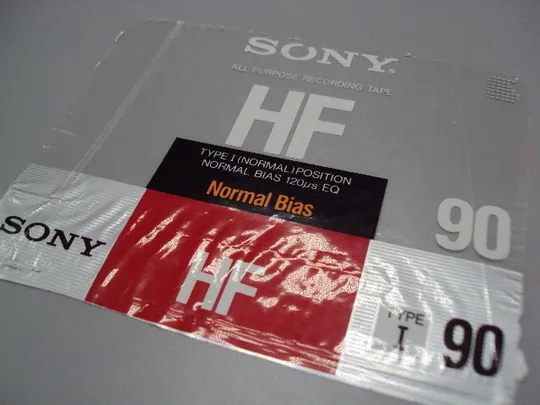 SONY®
ALL PURPOSE RECORDING TAPE
HF
TYPE I (NORMAL) POSITION
NORMAL BIAS 120μs EQ
Normal Bias
90
SONY
HF
TYPE
I
90